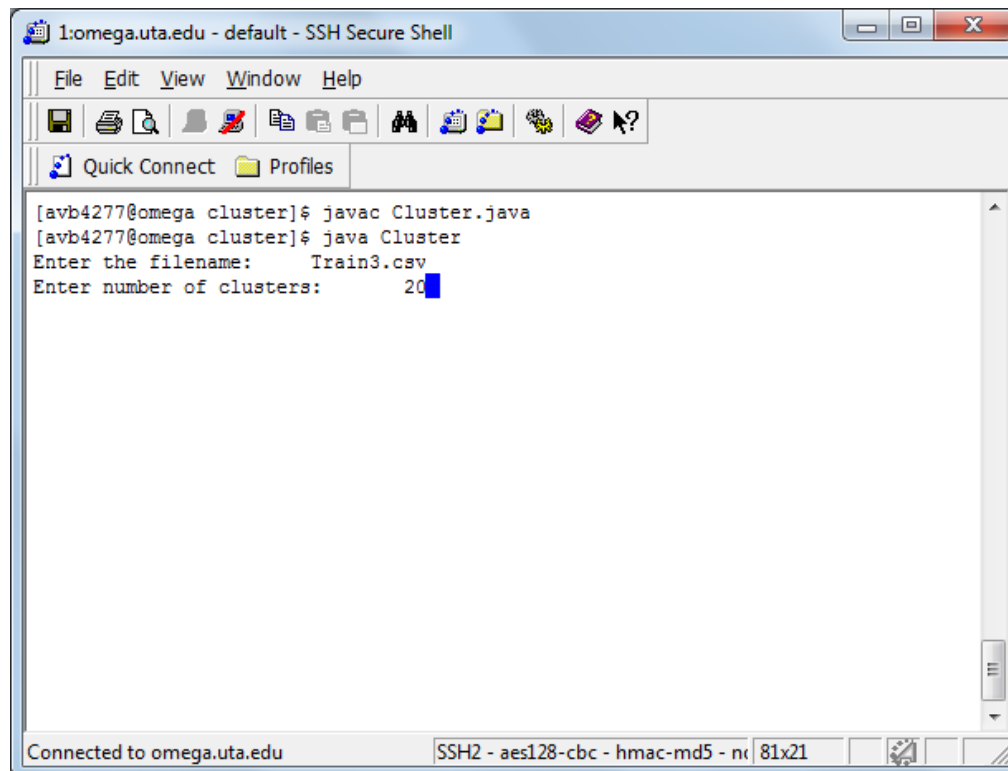 1:omega.uta.edu - default - SSH Secure Shell
File Edit View Window Help
Quick Connect Profiles
[avb4277@omega cluster]$ javac Cluster.java
[avb4277@omega cluster]$ java Cluster
Enter the filename: Train3.csv
Enter number of clusters: 20
Connected to omega.uta.edu SSH2 - aes128-cbc - hmac-md5 - 81x21